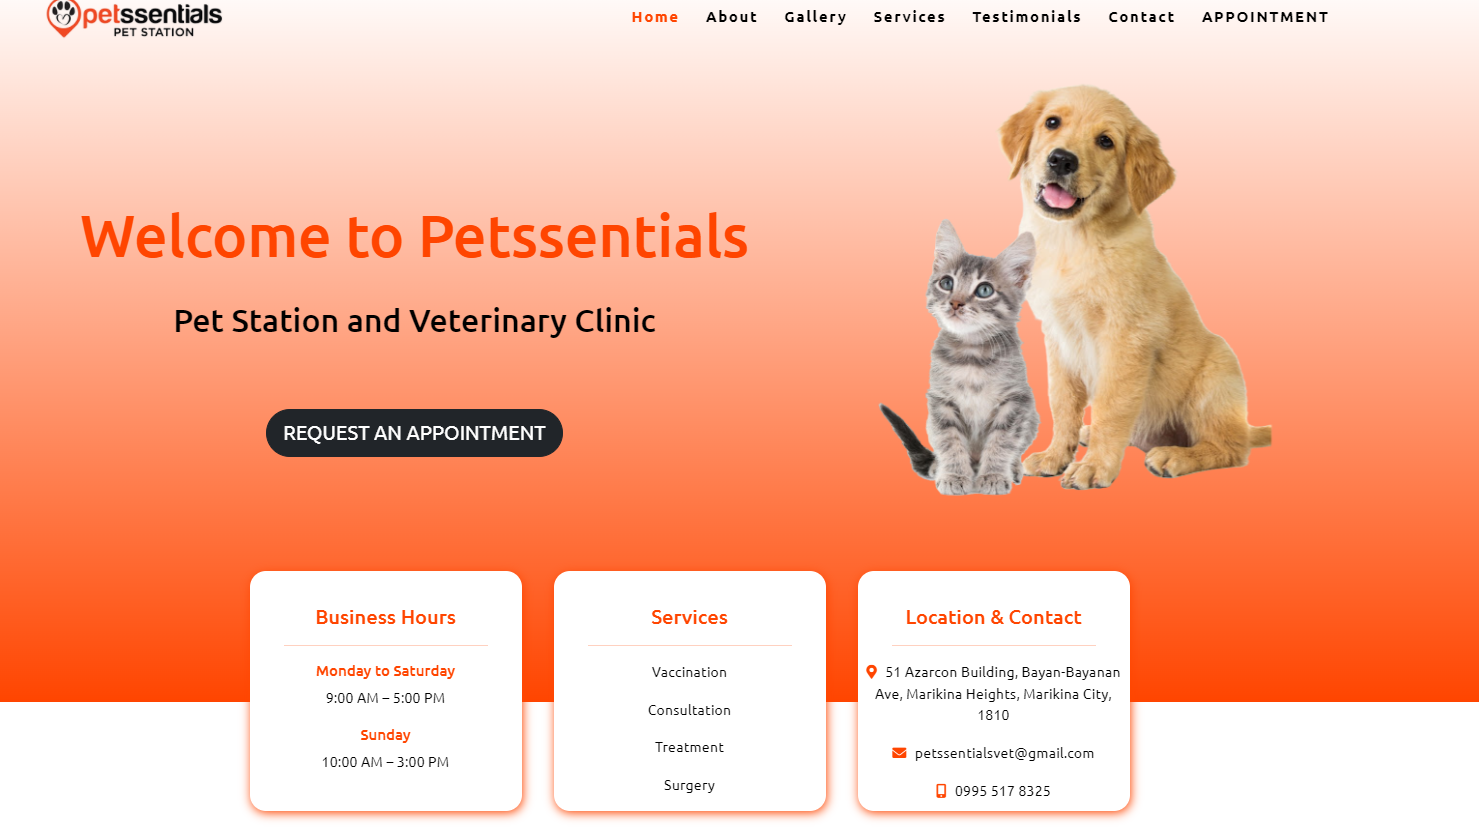 petssentials
PET STATION
Home About Gallery Services Testimonials Contact APPOINTMENT
Welcome to Petssentials
Pet Station and Veterinary Clinic
REQUEST AN APPOINTMENT
Business Hours
Monday to Saturday
9:00 AM – 5:00 PM
Sunday
10:00 AM – 3:00 PM
Services
Vaccination
Consultation
Treatment
Surgery
Location & Contact
51 Azarcon Building, Bayan-Bayanan
Ave, Marikina Heights, Marikina City,
1810
petssentialsvet@gmail.com
0995 517 8325